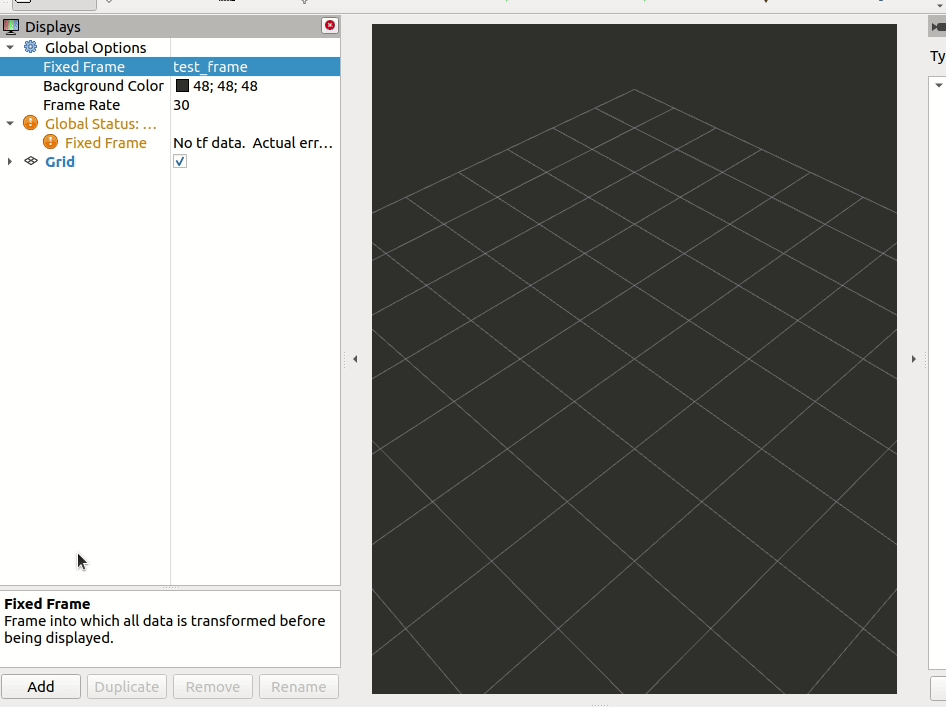 Displays
Global Options
Fixed Frame test_frame
Background Color 48; 48; 48
Frame Rate 30
Global Status: ...
Fixed Frame No tf data. Actual err...
Grid
Fixed Frame
Frame into which all data is transformed before
being displayed.
Add Duplicate Remove Rename
Ty